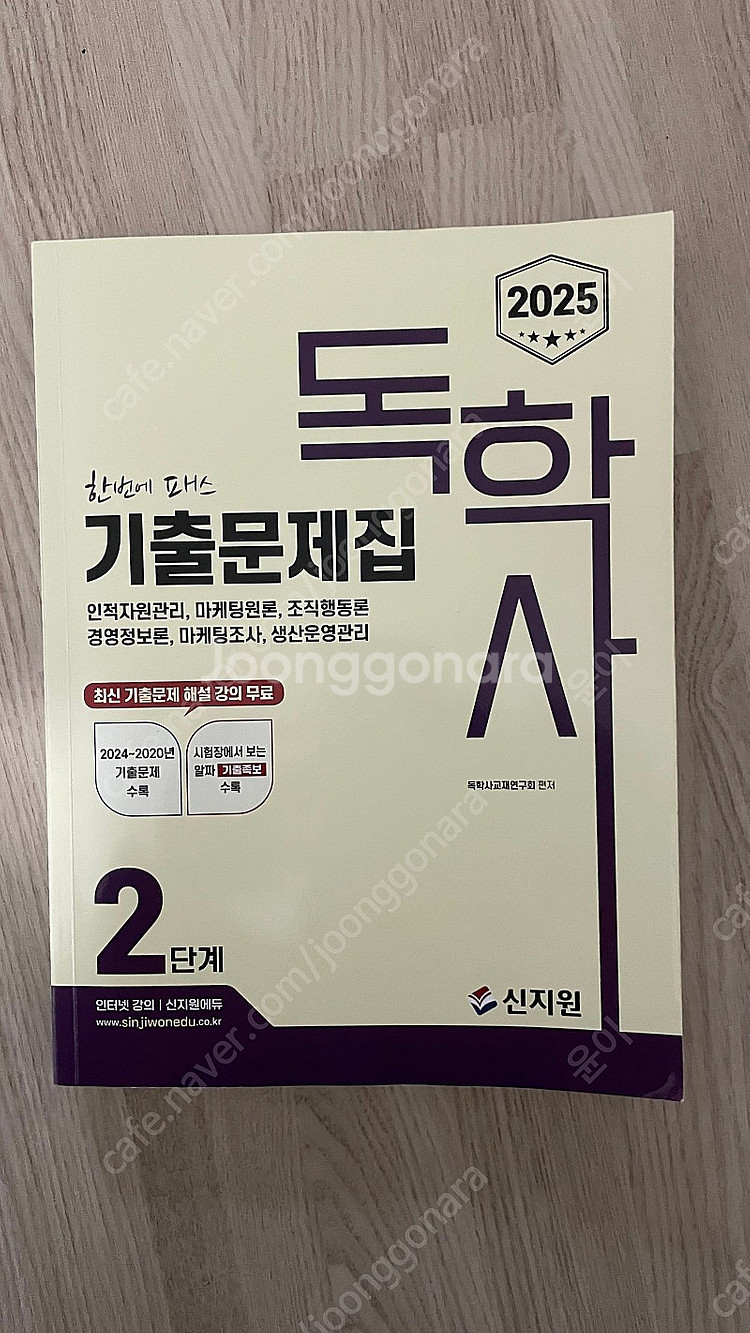 2025
독학사
한번에 패스
기출문제집
인적자원관리, 마케팅원론, 조직행동론
경영정보론, 마케팅조사, 생산운영관리
최신 기출문제 해설 강의 무료
2024~2020년
기출문제
수록
시험장에서 보는
알짜 기출족보
수록
독학사교재연구회 편저
2단계
인터넷 강의 | 신지원에듀
www.sinjiwonedu.co.kr
신지원
joonggonara
cafe.naver.com/joonggonara
윤이